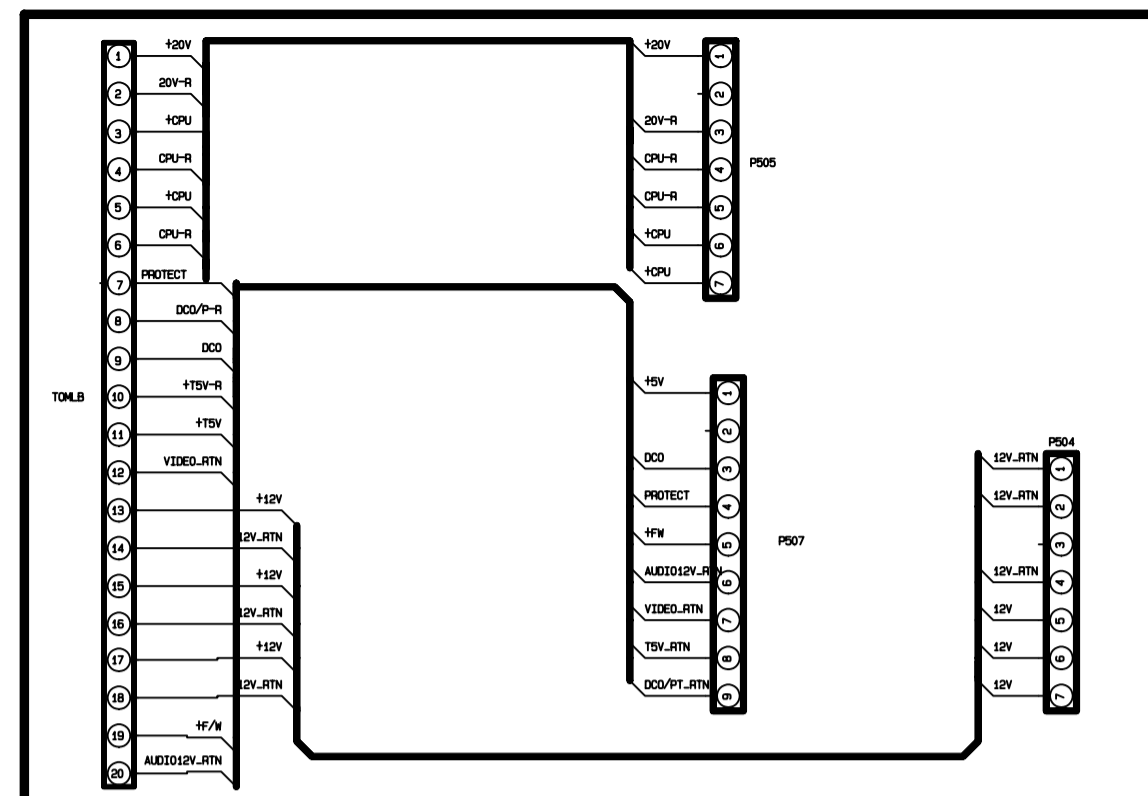 TOMLB
1 +20V
2 20V-R
3 +CPU
4 CPU-R
5 +CPU
6 CPU-R
7 PROTECT
8 DCO/P-R
9 DCO
10 +T5V-R
11 +T5V
12 VIDEO_RTN
13 +12V
14 12V_RTN
15 +12V
16 12V_RTN
17 +12V
18 12V_RTN
19 +F/W
20 AUDIO12V_RTN
P505
+20V 1
2
20V-R 3
CPU-R 4
CPU-R 5
+CPU 6
+CPU 7
P507
+5V 1
2
DCO 3
PROTECT 4
+FW 5
AUDIO12V_RTN 6
VIDEO_RTN 7
T5V_RTN 8
DCO/PT_RTN 9
P504
12V_RTN 1
12V_RTN 2
3
12V_RTN 4
12V 5
12V 6
12V 7